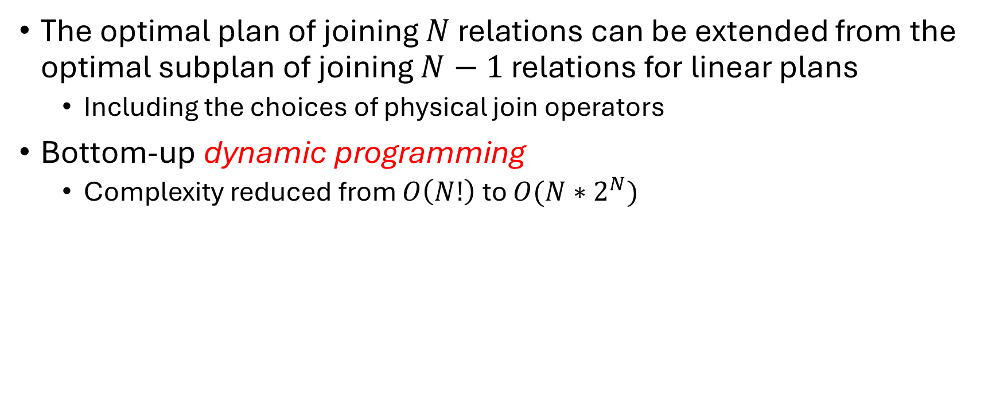 • The optimal plan of joining N relations can be extended from the
optimal subplan of joining N − 1 relations for linear plans
• Including the choices of physical join operators
• Bottom-up dynamic programming
• Complexity reduced from O(N!) to O(N ∗ 2^N)